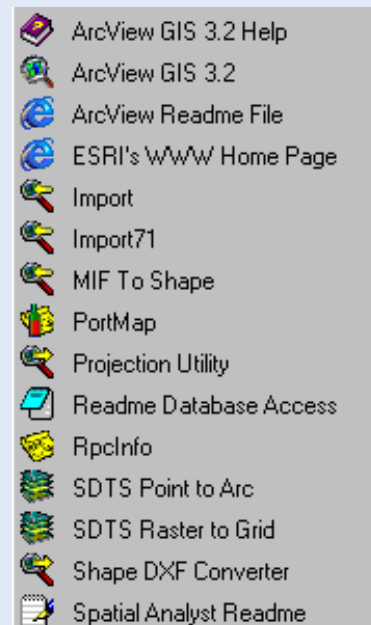 ArcView GIS 3.2 Help
ArcView GIS 3.2
ArcView Readme File
ESRI's WWW Home Page
Import
Import71
MIF To Shape
PortMap
Projection Utility
Readme Database Access
RpcInfo
SDTS Point to Arc
SDTS Raster to Grid
Shape DXF Converter
Spatial Analyst Readme